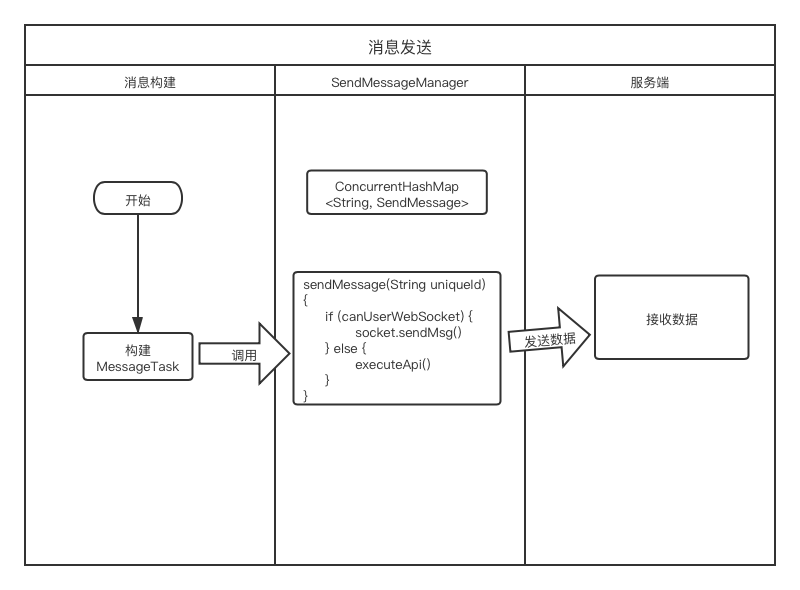 消息发送
消息构建
SendMessageManager
服务端
开始
ConcurrentHashMap
<String, SendMessage>
构建
MessageTask
调用
sendMessage(String uniqueId)
{
if (canUserWebSocket) {
socket.sendMsg()
} else {
executeApi()
}
}
发送数据
接收数据